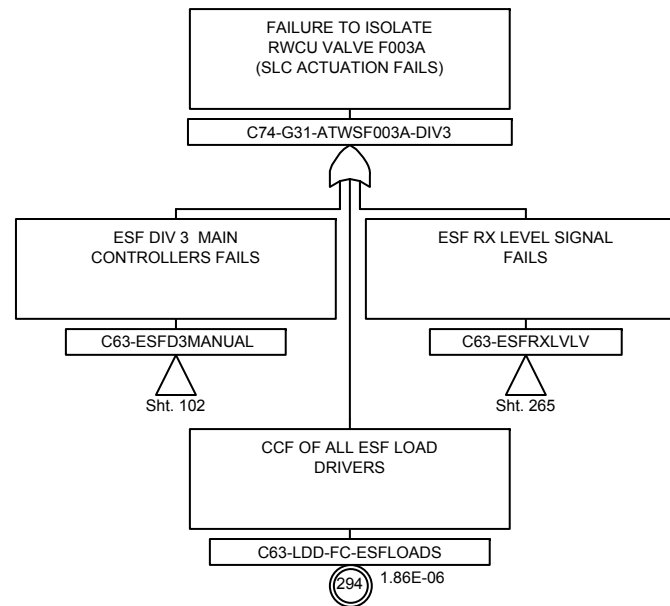 FAILURE TO ISOLATE
RWCU VALVE F003A
(SLC ACTUATION FAILS)
C74-G31-ATWSF003A-DIV3
ESF DIV 3 MAIN
CONTROLLERS FAILS
C63-ESFD3MANUAL
Sht. 102
ESF RX LEVEL SIGNAL
FAILS
C63-ESFRXLVLV
Sht. 265
CCF OF ALL ESF LOAD
DRIVERS
C63-LDD-FC-ESFLOADS
294
1.86E-06